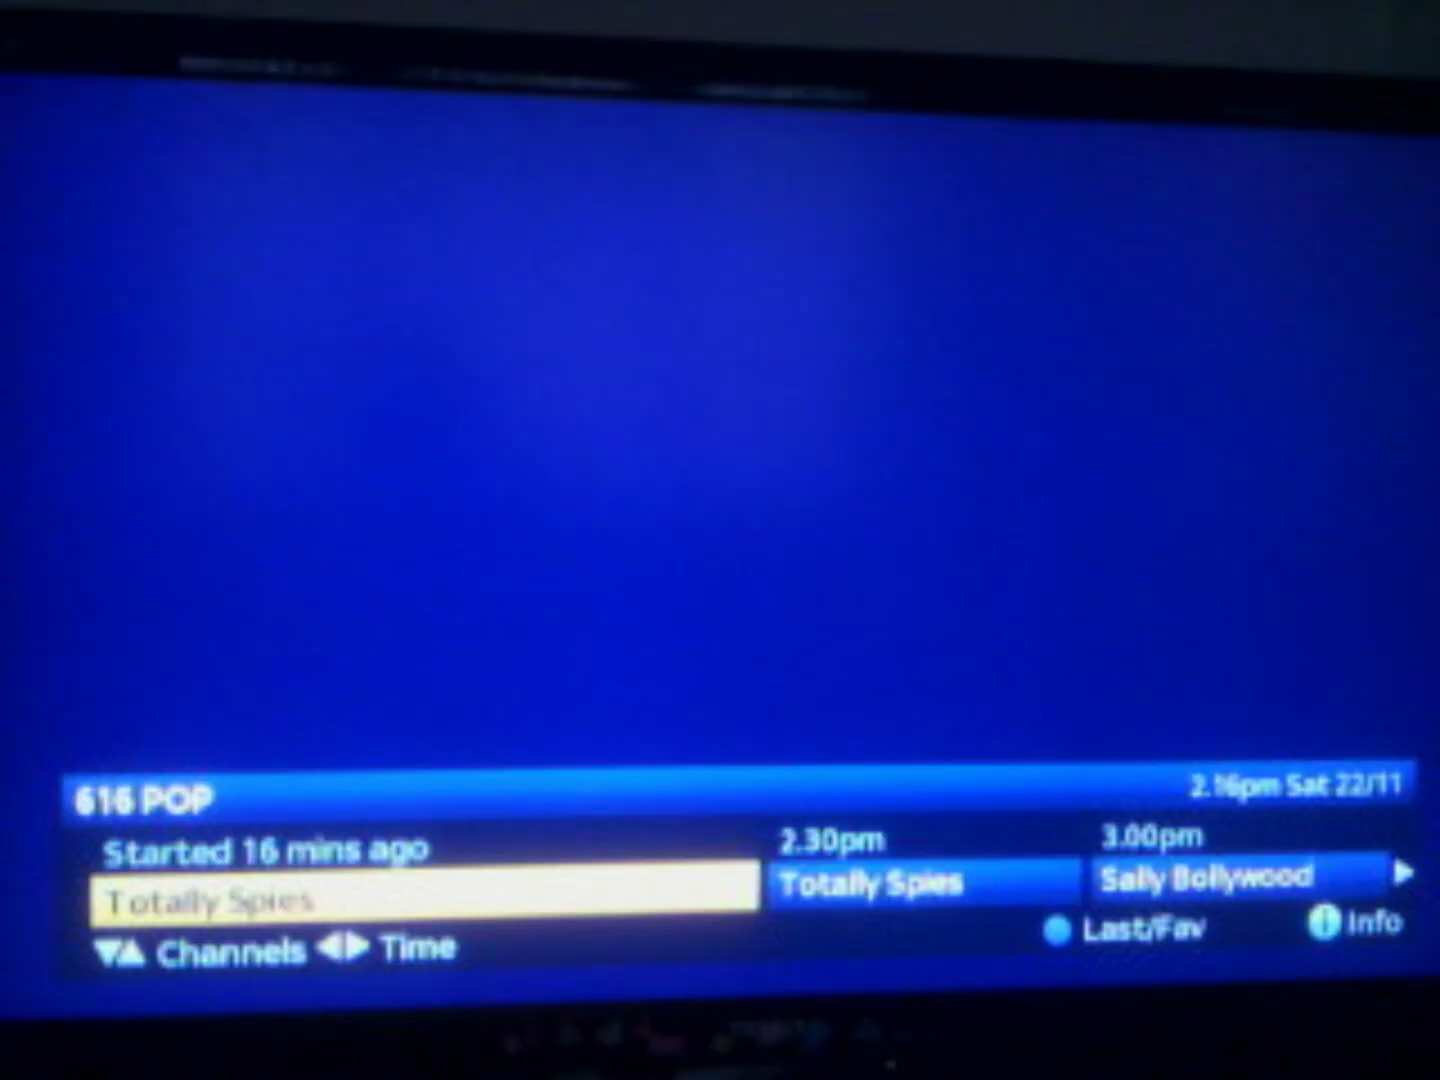 616 POP 2.16pm Sat 22/11
Started 16 mins ago 2.30pm 3.00pm
Totally Spies Totally Spies Sally Bollywood
Channels Time Last/Fav i Info